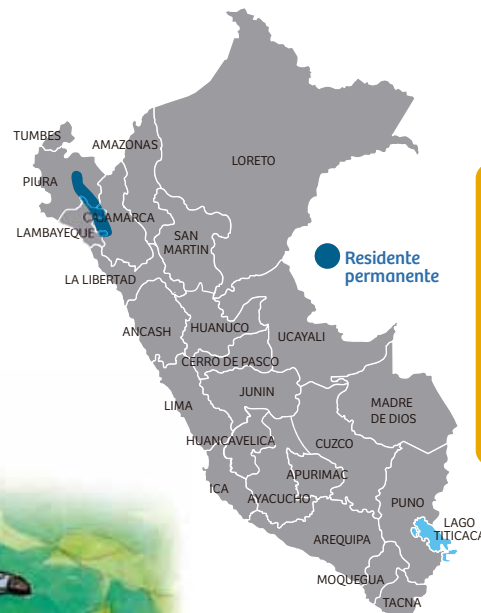 TUMBES
AMAZONAS
LORETO
PIURA
CAJAMARCA
LAMBAYEQUE
SAN
MARTIN
Residente
permanente
LA LIBERTAD
ANCASH
HUANUCO
UCAYALI
CERRO DE PASCO
JUNIN
LIMA
MADRE
DE DIOS
HUANCAVELICA
CUZCO
APURIMAC
ICA
AYACUCHO
PUNO
LAGO
TITICACA
AREQUIPA
MOQUEGUA
TACNA